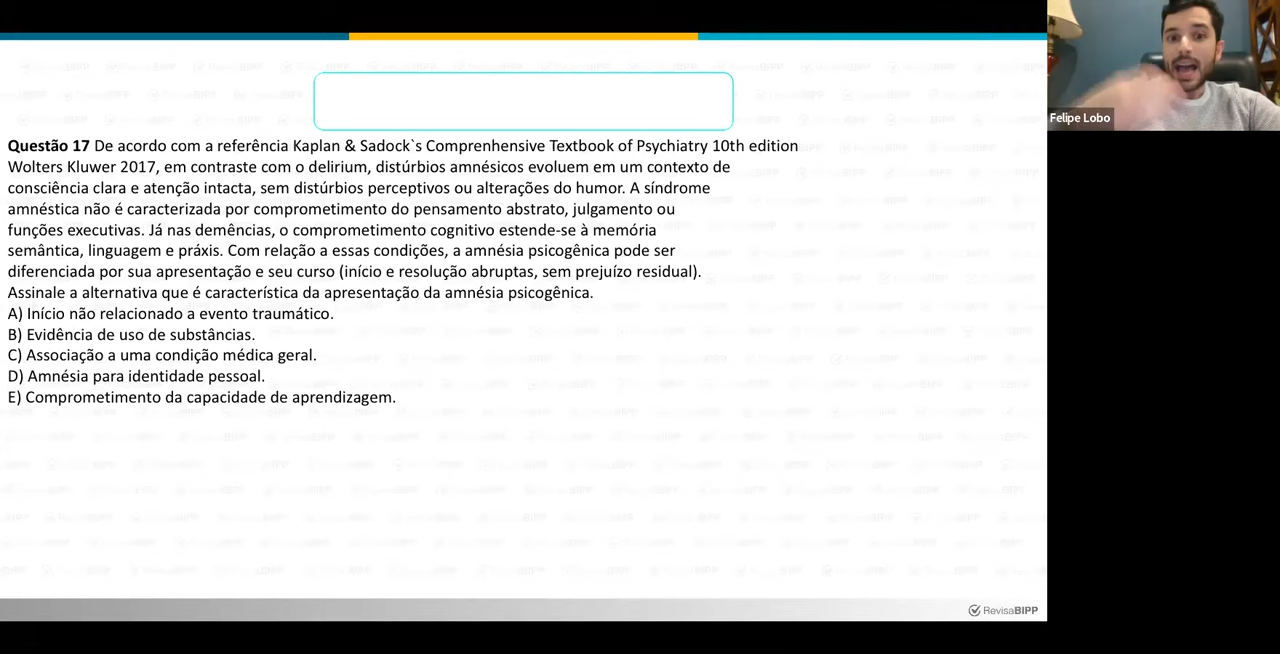 Felipe Lobo
Questão 17 De acordo com a referência Kaplan & Sadock`s Comprenhensive Textbook of Psychiatry 10th edition
Wolters Kluwer 2017, em contraste com o delirium, distúrbios amnésicos evoluem em um contexto de
consciência clara e atenção intacta, sem distúrbios perceptivos ou alterações do humor. A síndrome
amnéstica não é caracterizada por comprometimento do pensamento abstrato, julgamento ou
funções executivas. Já nas demências, o comprometimento cognitivo estende-se à memória
semântica, linguagem e práxis. Com relação a essas condições, a amnésia psicogênica pode ser
diferenciada por sua apresentação e seu curso (início e resolução abruptas, sem prejuízo residual).
Assinale a alternativa que é característica da apresentação da amnésia psicogênica.
A) Início não relacionado a evento traumático.
B) Evidência de uso de substâncias.
C) Associação a uma condição médica geral.
D) Amnésia para identidade pessoal.
E) Comprometimento da capacidade de aprendizagem.
RevisaBIPP